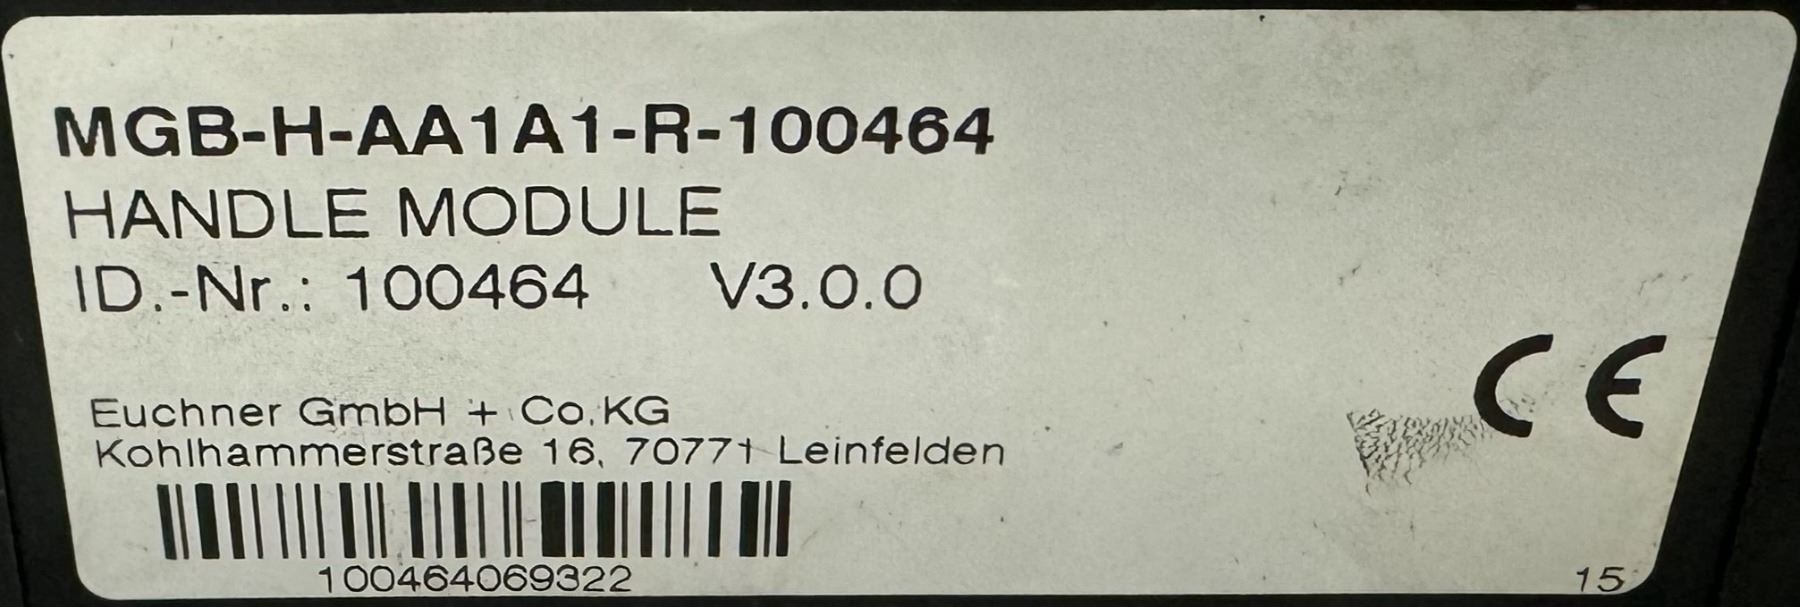 MGB-H-AA1A1-R-100464
HANDLE MODULE
ID.-Nr.: 100464 V3.0.0
Euchner GmbH + Co.KG
Kohlhammerstraße 16, 70771 Leinfelden
CE
100464069322
15